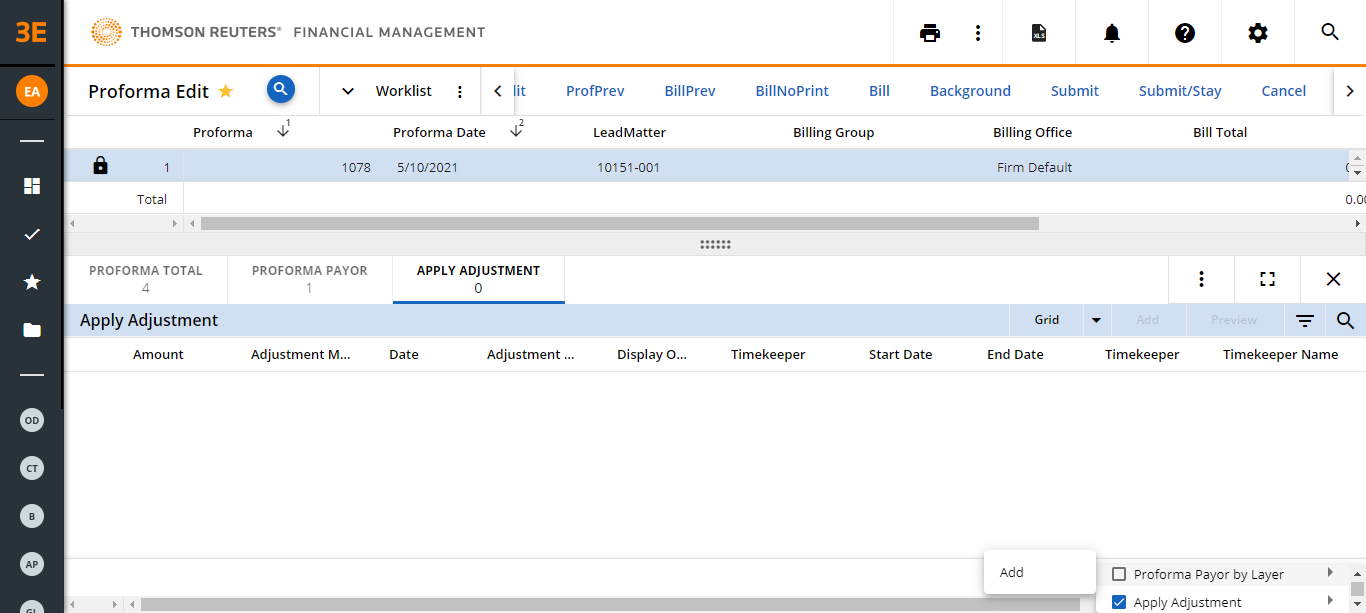 3E
THOMSON REUTERS® FINANCIAL MANAGEMENT
XLS
EA
Proforma Edit
Worklist
lit ProfPrev BillPrev BillNoPrint Bill Background Submit Submit/Stay Cancel
Proforma 1 Proforma Date 2 LeadMatter Billing Group Billing Office Bill Total
1 1078 5/10/2021 10151-001 Firm Default
Total 0.00
PROFORMA TOTAL PROFORMA PAYOR APPLY ADJUSTMENT
4 1 0
Apply Adjustment Grid Add Preview
Amount Adjustment M... Date Adjustment ... Display O... Timekeeper Start Date End Date Timekeeper Timekeeper Name
OD
CT
B
AP
GL
Add
Proforma Payor by Layer
Apply Adjustment